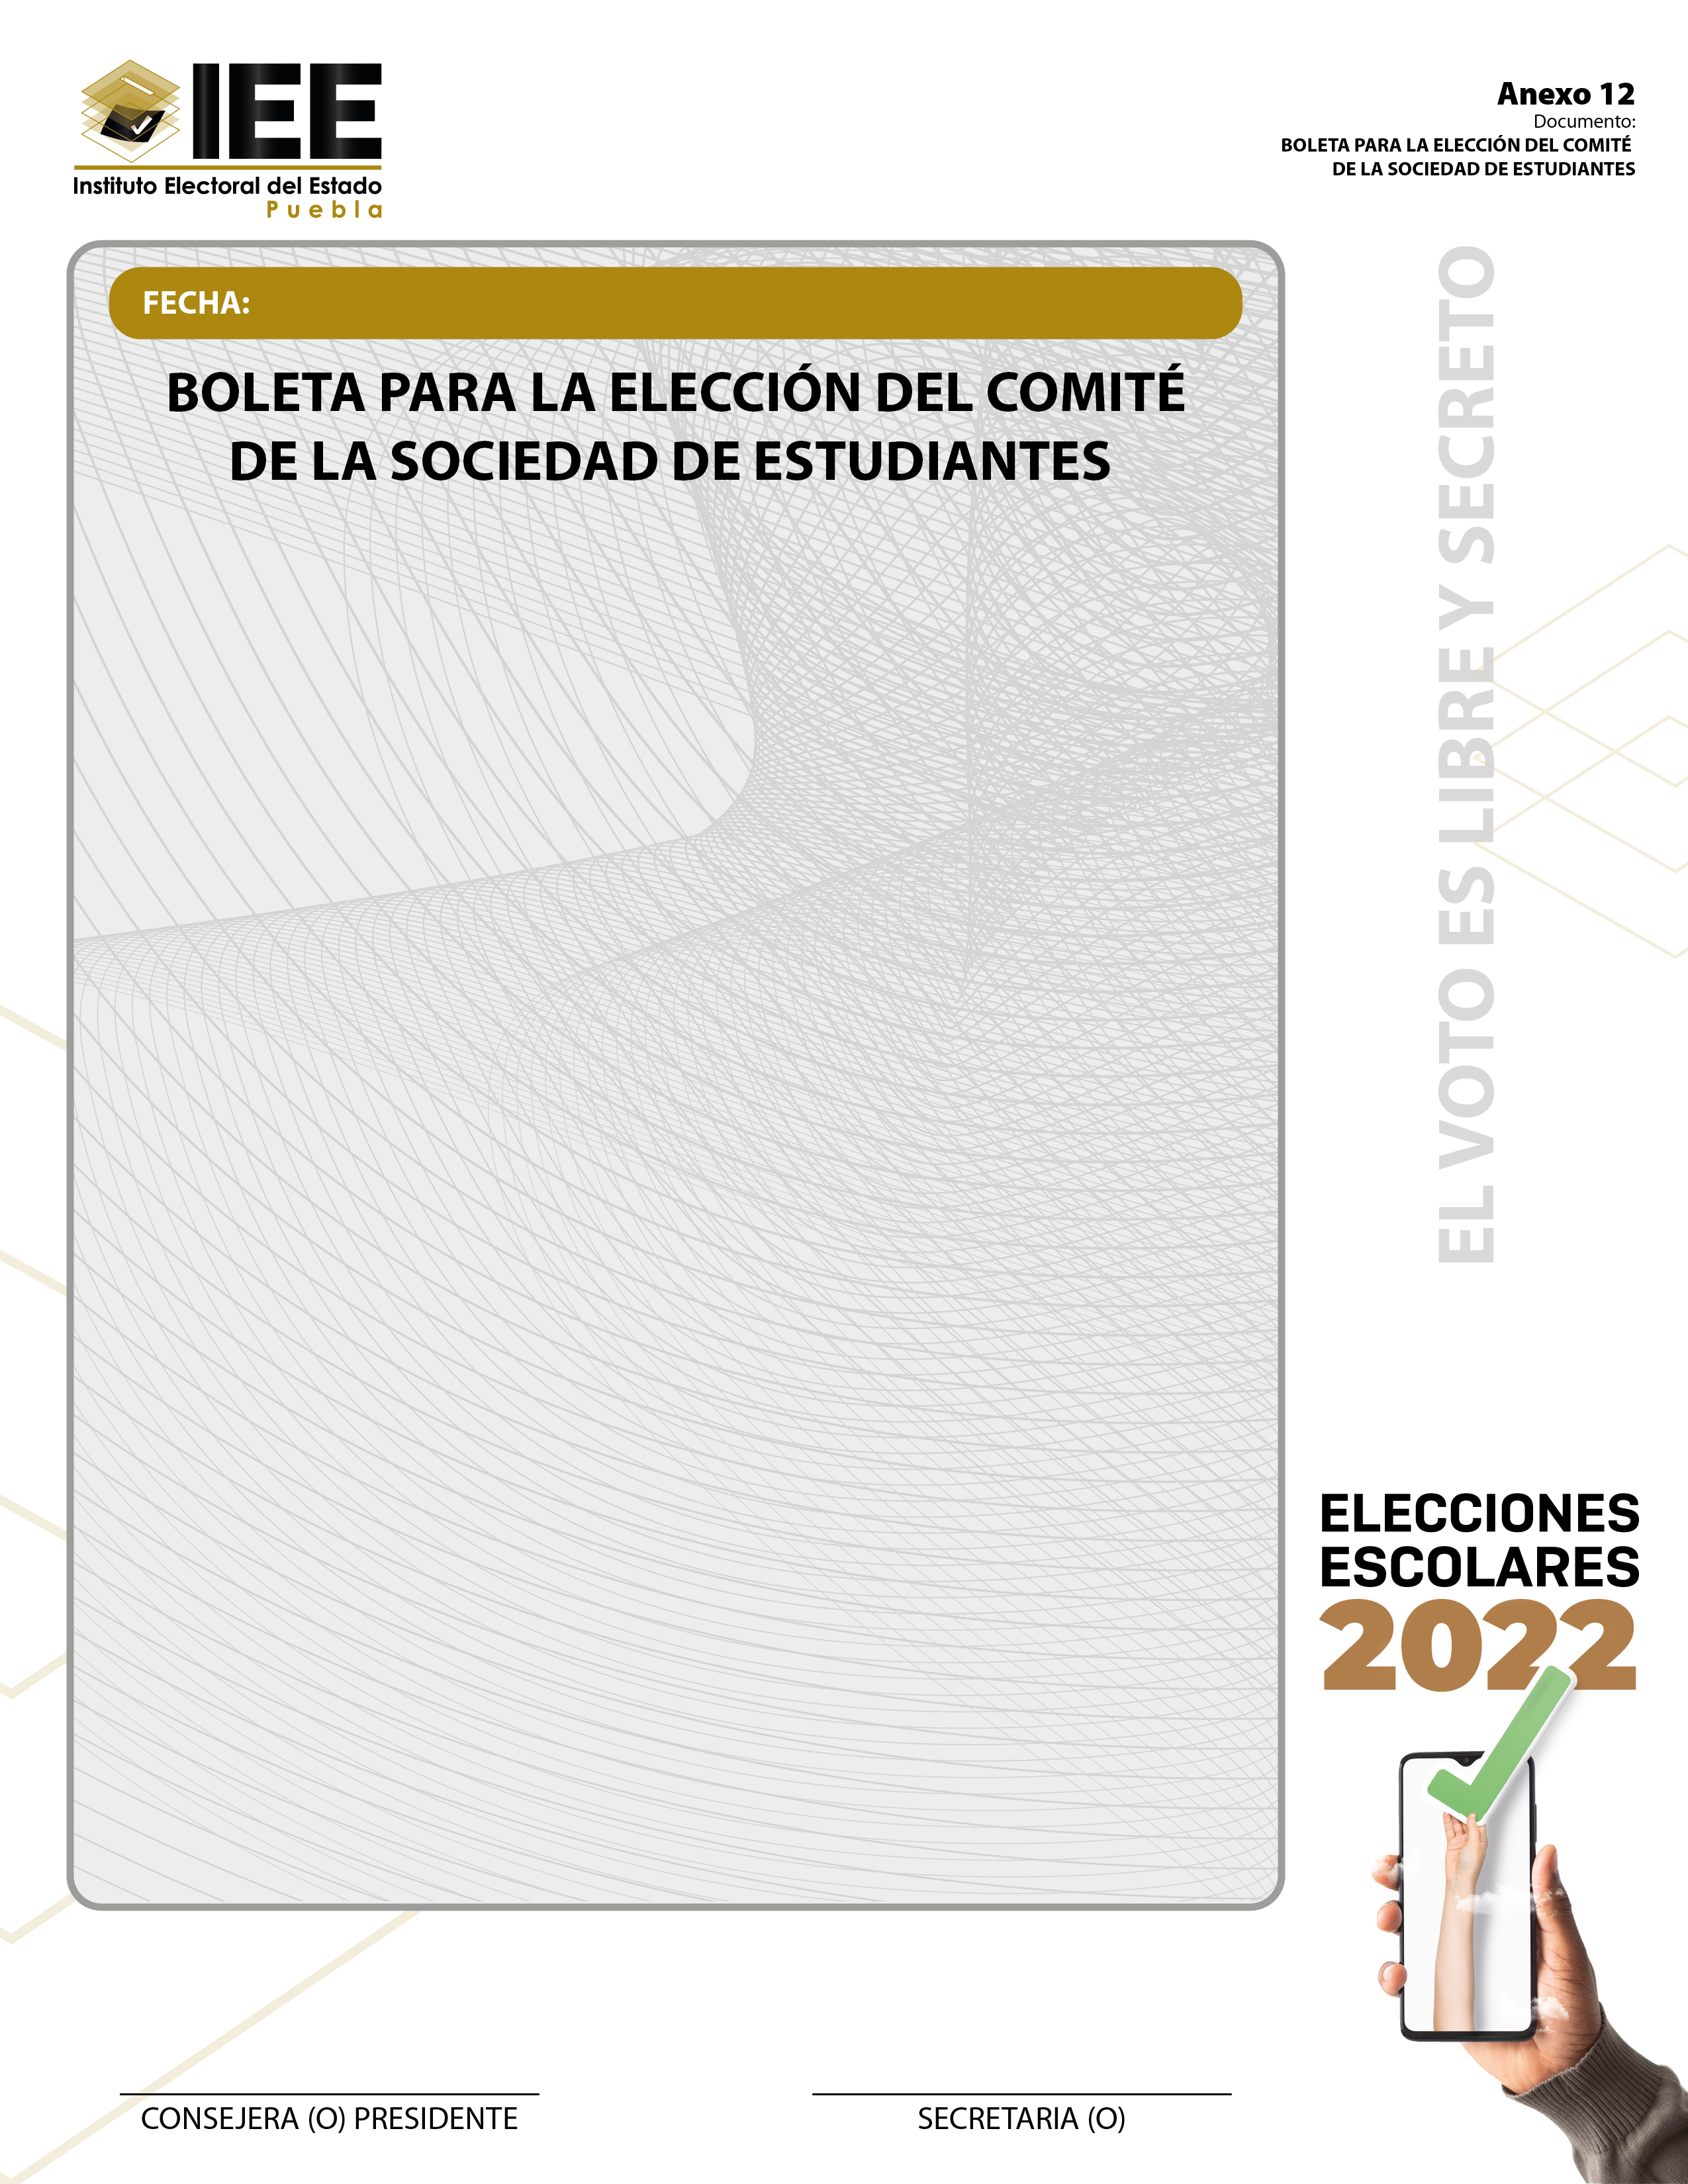 IEE
Instituto Electoral del Estado
Puebla
Anexo 12
Documento:
BOLETA PARA LA ELECCIÓN DEL COMITÉ
DE LA SOCIEDAD DE ESTUDIANTES
FECHA:
BOLETA PARA LA ELECCIÓN DEL COMITÉ
DE LA SOCIEDAD DE ESTUDIANTES
EL VOTO ES LIBRE Y SECRETO
ELECCIONES
ESCOLARES
2022
CONSEJERA (O) PRESIDENTE
SECRETARIA (O)